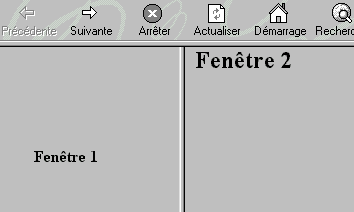 Précédente Suivante Arrêter Actualiser Démarrage Recherc
Fenêtre 2
Fenêtre 1